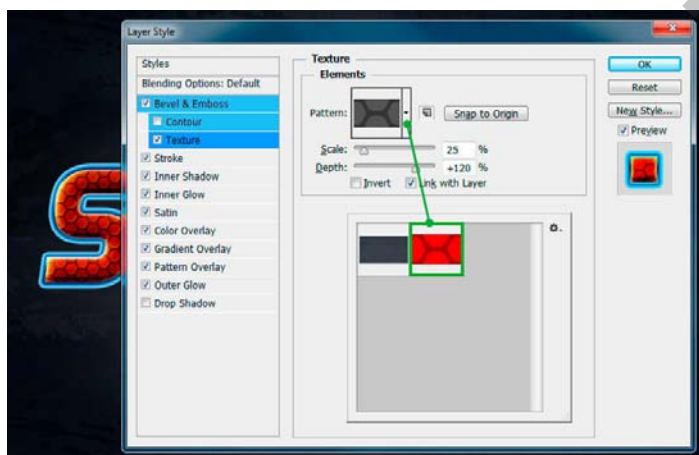 Layer Style
Styles
Blending Options: Default
Bevel & Emboss
Contour
Texture
Stroke
Inner Shadow
Inner Glow
Satin
Color Overlay
Gradient Overlay
Pattern Overlay
Outer Glow
Drop Shadow
Texture
Elements
Pattern:
Snap to Origin
Scale: 25 %
Depth: +120 %
Invert Link with Layer
OK
Reset
New Style...
Preview
S